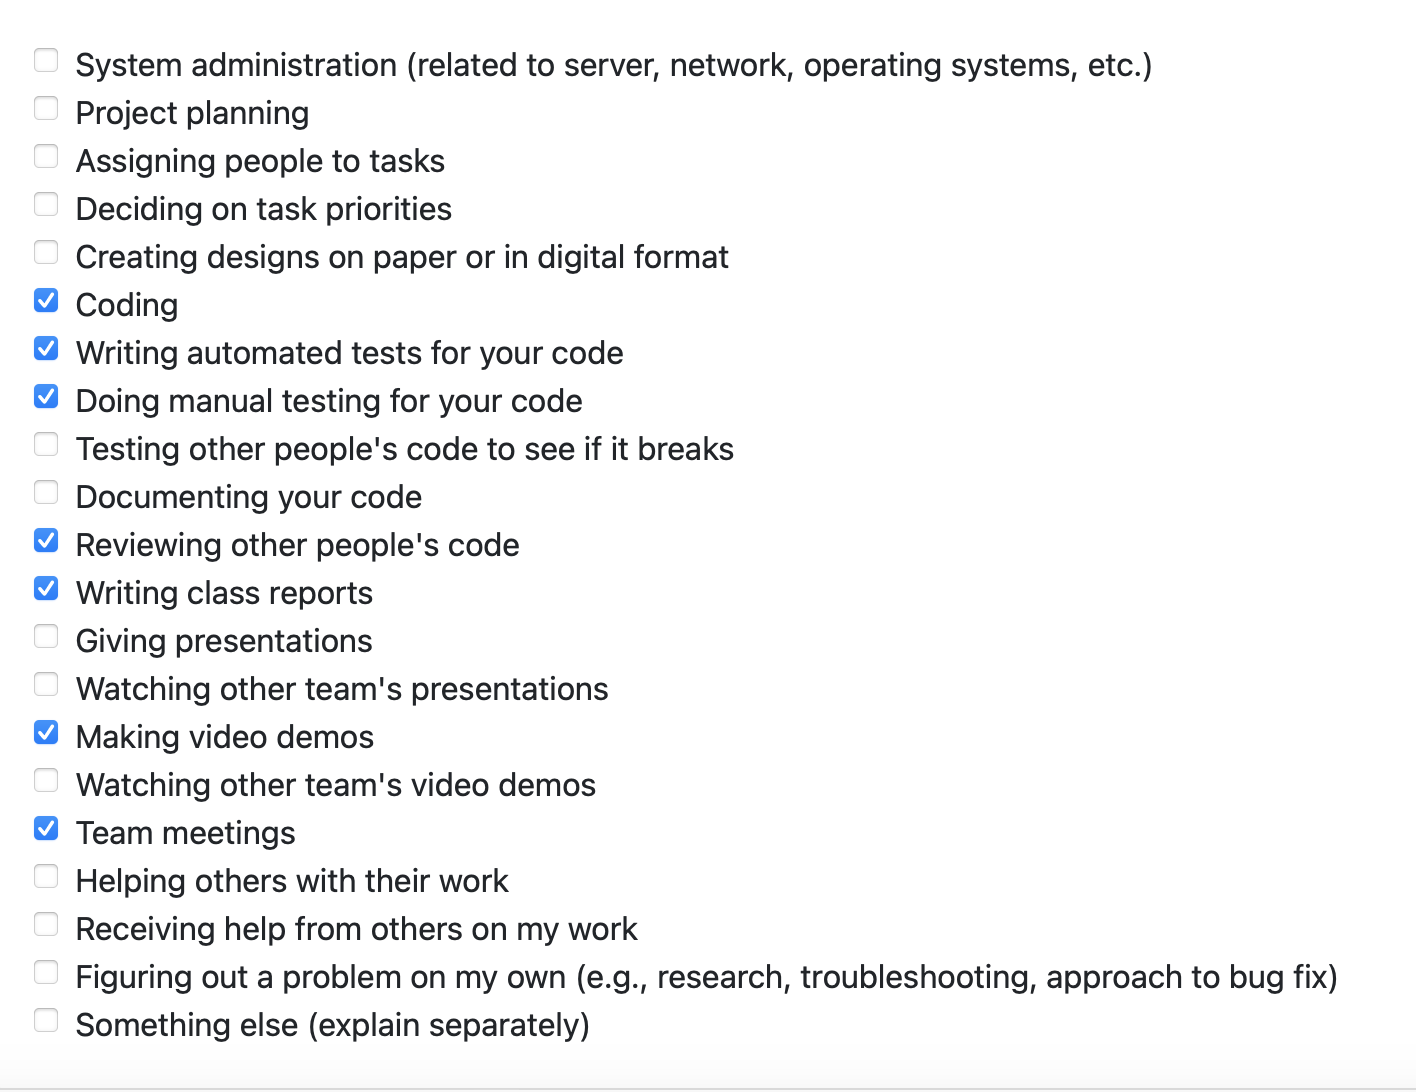 System administration (related to server, network, operating systems, etc.)
Project planning
Assigning people to tasks
Deciding on task priorities
Creating designs on paper or in digital format
Coding
Writing automated tests for your code
Doing manual testing for your code
Testing other people's code to see if it breaks
Documenting your code
Reviewing other people's code
Writing class reports
Giving presentations
Watching other team's presentations
Making video demos
Watching other team's video demos
Team meetings
Helping others with their work
Receiving help from others on my work
Figuring out a problem on my own (e.g., research, troubleshooting, approach to bug fix)
Something else (explain separately)